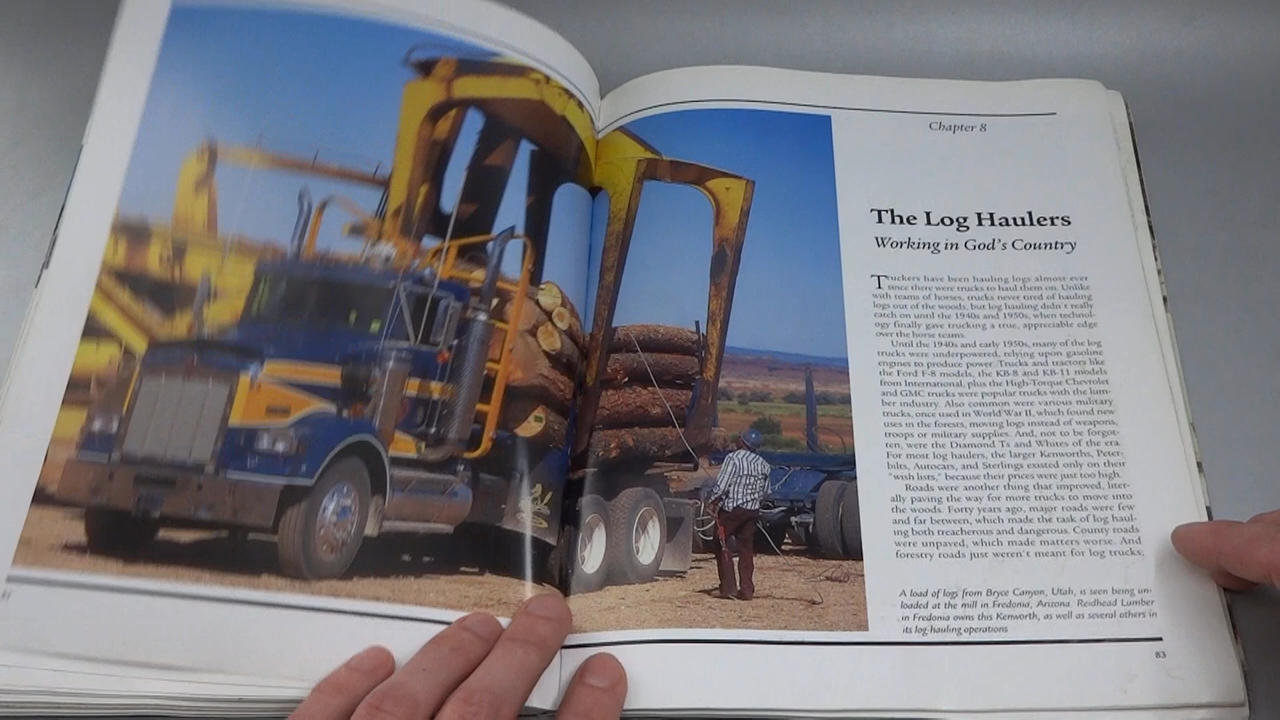 Chapter 8
The Log Haulers
Working in God's Country
Truckers have been hauling logs almost ever
since there were trucks to haul them on. Unlike
with teams of horses, trucks never tired of hauling
logs out of the woods, but log hauling didn't really
catch on until the 1940s and 1950s, when technol-
ogy finally gave trucking a true, appreciable edge
over the horse teams.
Until the 1940s and early 1950s, many of the log
trucks were underpowered, relying upon gasoline
engines to produce power. Trucks and tractors like
the Ford F-8 models, the KB-8 and KB-11 models
from International, plus the High-Torque Chevrolet
and GMC trucks were popular trucks with the lum-
ber industry. Also common were various military
trucks, once used in World War II, which found new
uses in the forests, moving logs instead of weapons,
troops or military supplies. And, not to be forgot-
ten, were the Diamond Ts and Whites of the era.
For most log haulers, the larger Kenworths, Peter-
bilts, Autocars, and Sterlings existed only on their
"wish lists," because their prices were just too high.
Roads were another thing that improved, liter-
ally paving the way for more trucks to move into
the woods. Forty years ago, major roads were few
and far between, which made the task of log haul-
ing both treacherous and dangerous. County roads
were unpaved, which made matters worse. And
forestry roads just weren't meant for log trucks;
A load of logs from Bryce Canyon, Utah, is seen being un-
loaded at the mill in Fredonia, Arizona. Reidhead Lumber
in Fredonia owns this Kenworth, as well as several others in
its log-hauling operations
83